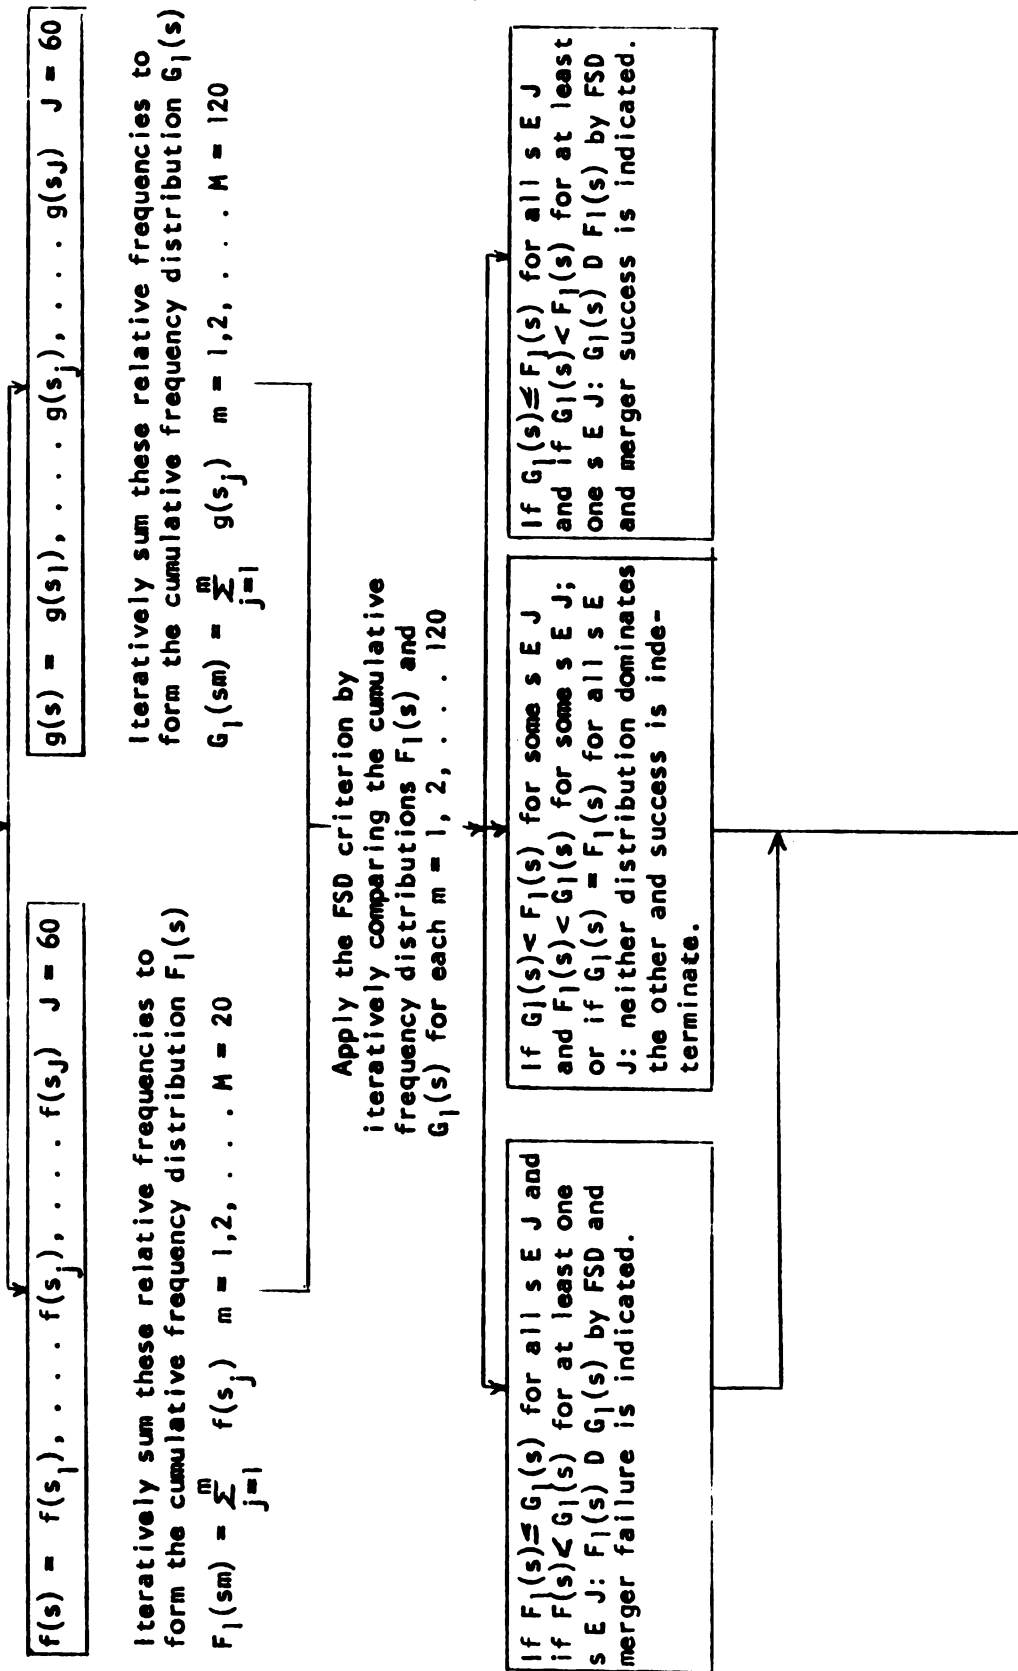 f(s) = f(s₁), . . . f(sⱼ), . . . f(s_J) J = 60
g(s) = g(s₁), . . . g(sⱼ), . . . g(s_J) J = 60
Iteratively sum these relative frequencies to
form the cumulative frequency distribution F₁(s)
F₁(sm) = m Σ j=1 f(sⱼ) m = 1,2, . . . M = 20
Iteratively sum these relative frequencies to
form the cumulative frequency distribution G₁(s)
G₁(sm) = m Σ j=1 g(sⱼ) m = 1,2, . . . M = 120
Apply the FSD criterion by
iteratively comparing the cumulative
frequency distributions F₁(s) and
G₁(s) for each m = 1, 2, . . . 120
If F₁(s) ≤ G₁(s) for all s E J and
if F(s) < G₁(s) for at least one
s E J: F₁(s) D G₁(s) by FSD and
merger failure is indicated.
If G₁(s) < F₁(s) for some s E J
and F₁(s) < G₁(s) for some s E J;
or if G₁(s) = F₁(s) for all s E
J: neither distribution dominates
the other and success is inde-
terminate.
If G₁(s) ≤ F₁(s) for all s E J
and if G₁(s) < F₁(s) for at least
one s E J: G₁(s) D F₁(s) by FSD
and merger success is indicated.